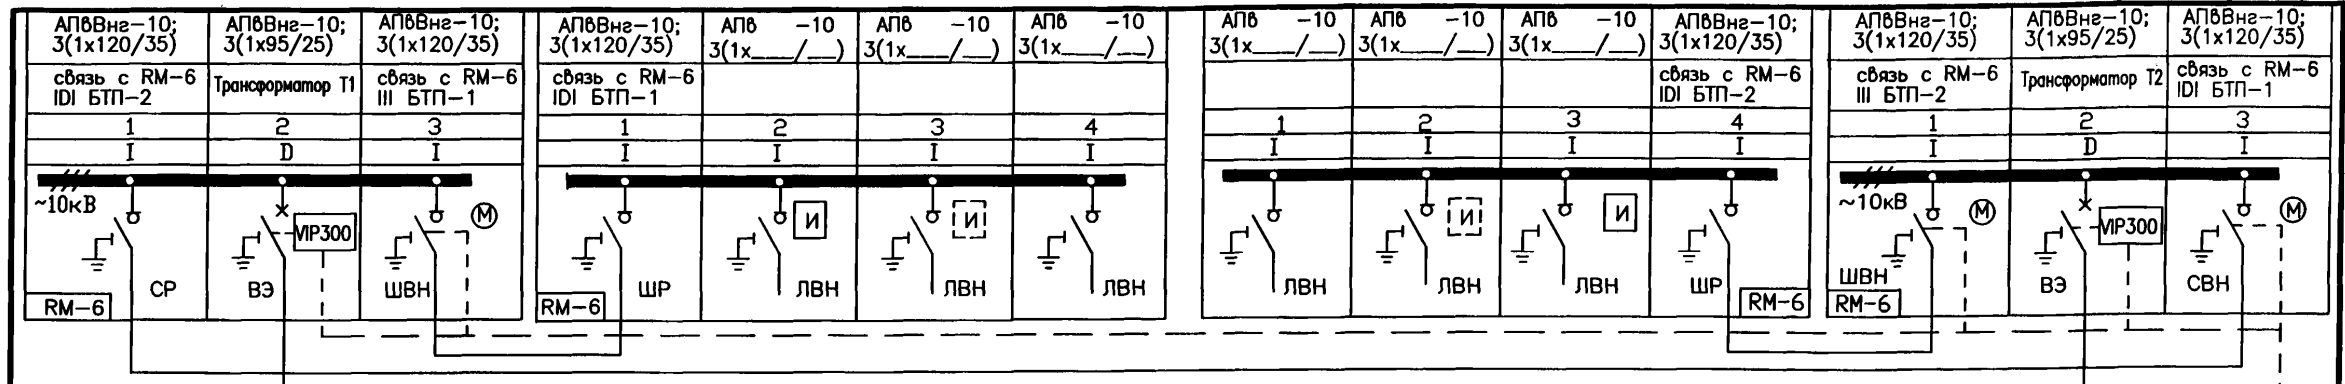 АПвВнг-10;
3(1х120/35)
АПвВнг-10;
3(1х95/25)
АПвВнг-10;
3(1х120/35)
АПвВнг-10;
3(1х120/35)
АПв -10
3(1х___/__)
АПв -10
3(1х___/__)
АПв -10
3(1х___/__)
АПв -10
3(1х___/__)
АПв -10
3(1х___/__)
АПв -10
3(1х___/__)
АПвВнг-10;
3(1х120/35)
АПвВнг-10;
3(1х120/35)
АПвВнг-10;
3(1х95/25)
АПвВнг-10;
3(1х120/35)
связь с RM-6
IDI БТП-2
Трансформатор Т1
связь с RM-6
III БТП-1
связь с RM-6
IDI БТП-1
связь с RM-6
IDI БТП-2
связь с RM-6
III БТП-2
Трансформатор Т2
связь с RM-6
IDI БТП-1
1 2 3 1 2 3 4 1 2 3 4 1 2 3
I D I I I I I I I I I I D I
~10кВ
VIP300
М
И
И
И
И
~10кВ
М
VIP300
М
СР
ВЭ
ШВН
ШР
ЛВН
ЛВН
ЛВН
ЛВН
ЛВН
ЛВН
ШР
ШВН
ВЭ
СВН
RM-6
RM-6
RM-6
RM-6